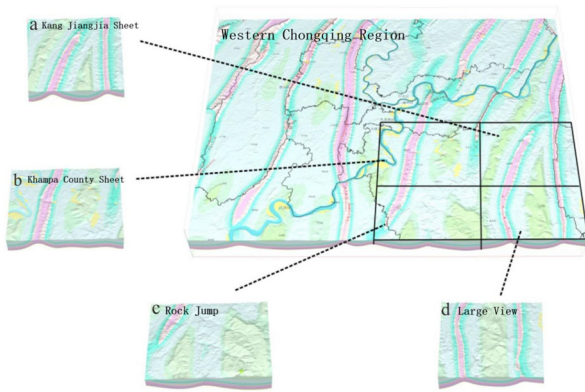 a Kang Jiangjia Sheet
Western Chongqing Region
b Khampa County Sheet
c Rock Jump
d Large View